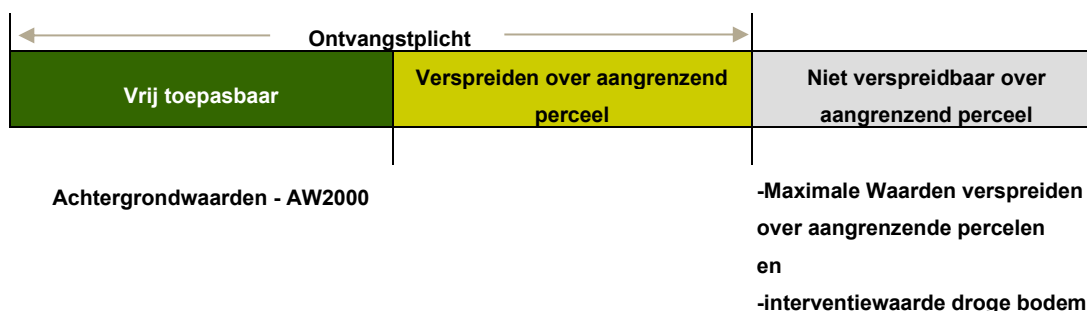 Ontvangstplicht
Vrij toepasbaar
Verspreiden over aangrenzend
perceel
Niet verspreidbaar over
aangrenzend perceel
Achtergrondwaarden - AW2000
-Maximale Waarden verspreiden
over aangrenzende percelen
en
-interventiewaarde droge bodem